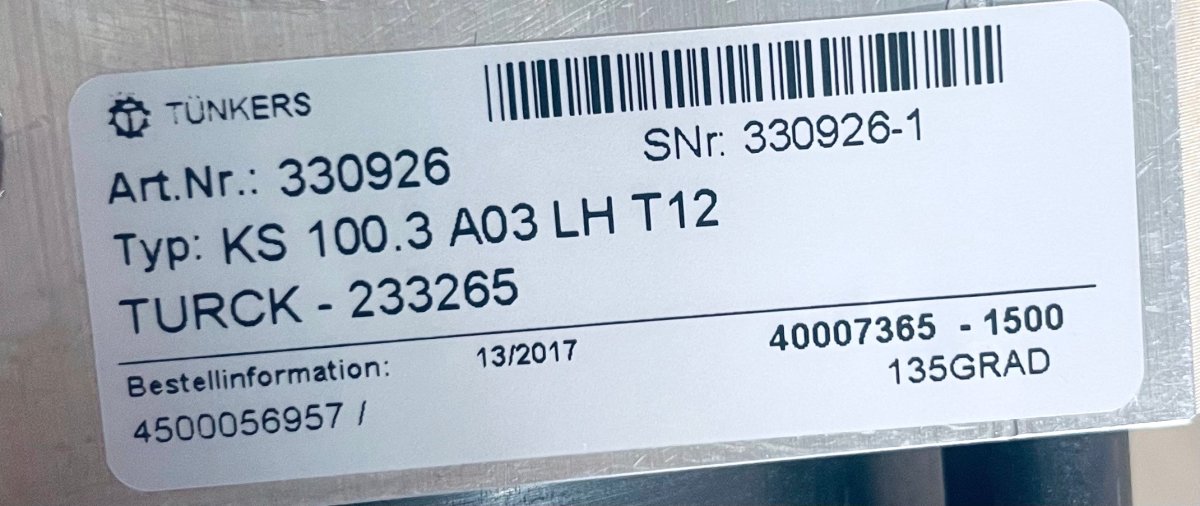 TÜNKERS
SNr: 330926-1
Art.Nr.: 330926
Typ: KS 100.3 A03 LH T12
TURCK - 233265
Bestellinformation: 13/2017 40007365 - 1500
4500056957 / 135GRAD